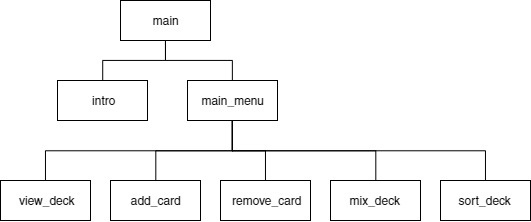 main
intro
main_menu
view_deck
add_card
remove_card
mix_deck
sort_deck